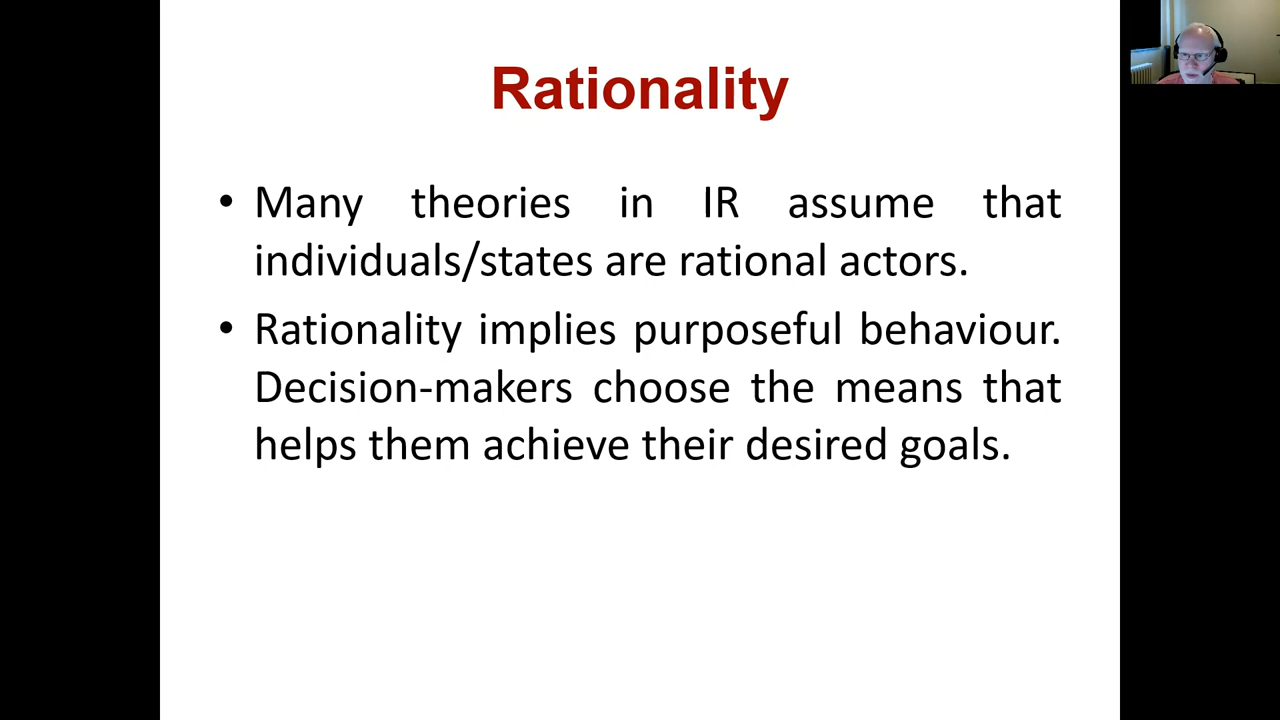 Rationality
• Many theories in IR assume that
individuals/states are rational actors.
• Rationality implies purposeful behaviour.
Decision-makers choose the means that
helps them achieve their desired goals.